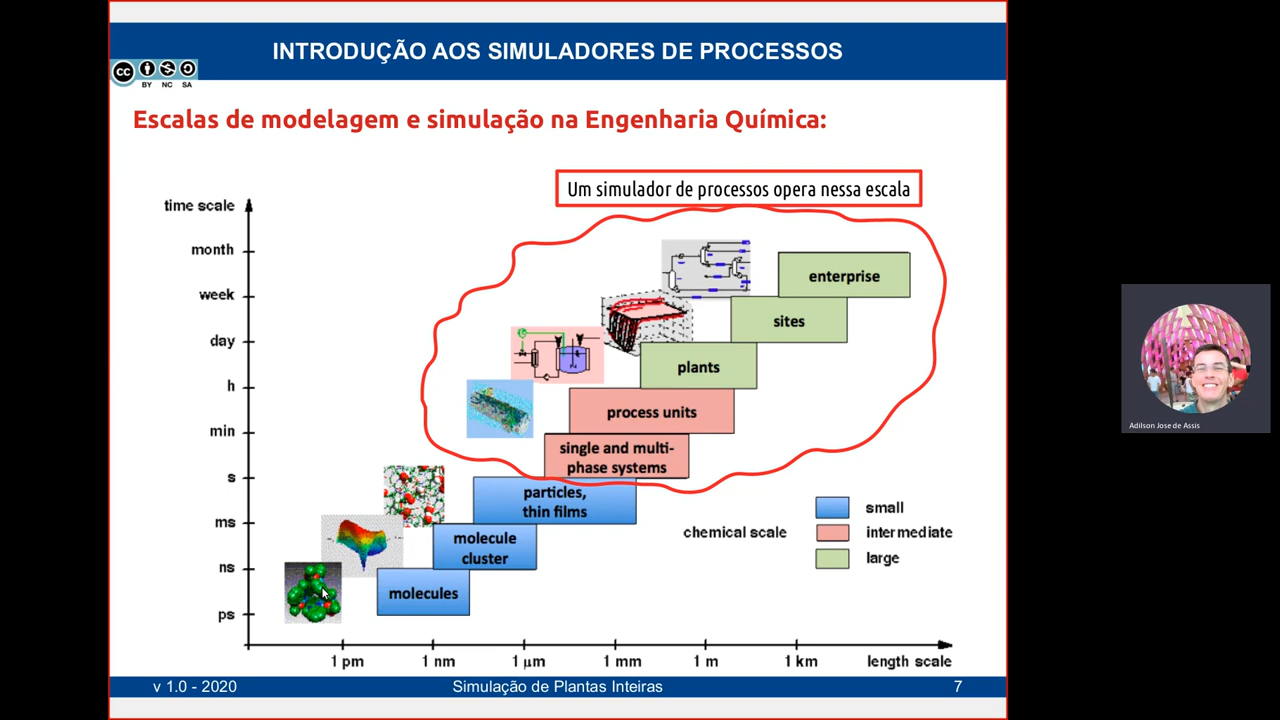 INTRODUÇÃO AOS SIMULADORES DE PROCESSOS
CC
BY NC SA
Escalas de modelagem e simulação na Engenharia Química:
Um simulador de processos opera nessa escala
time scale
month
week
day
h
min
s
ms
ns
ps
enterprise
sites
plants
process units
single and multi-
phase systems
particles,
thin films
molecule
cluster
molecules
chemical scale
small
intermediate
large
1 pm
1 nm
1 μm
1 mm
1 m
1 km
length scale
v 1.0 - 2020
Simulação de Plantas Inteiras
7
Adilson Jose de Assis